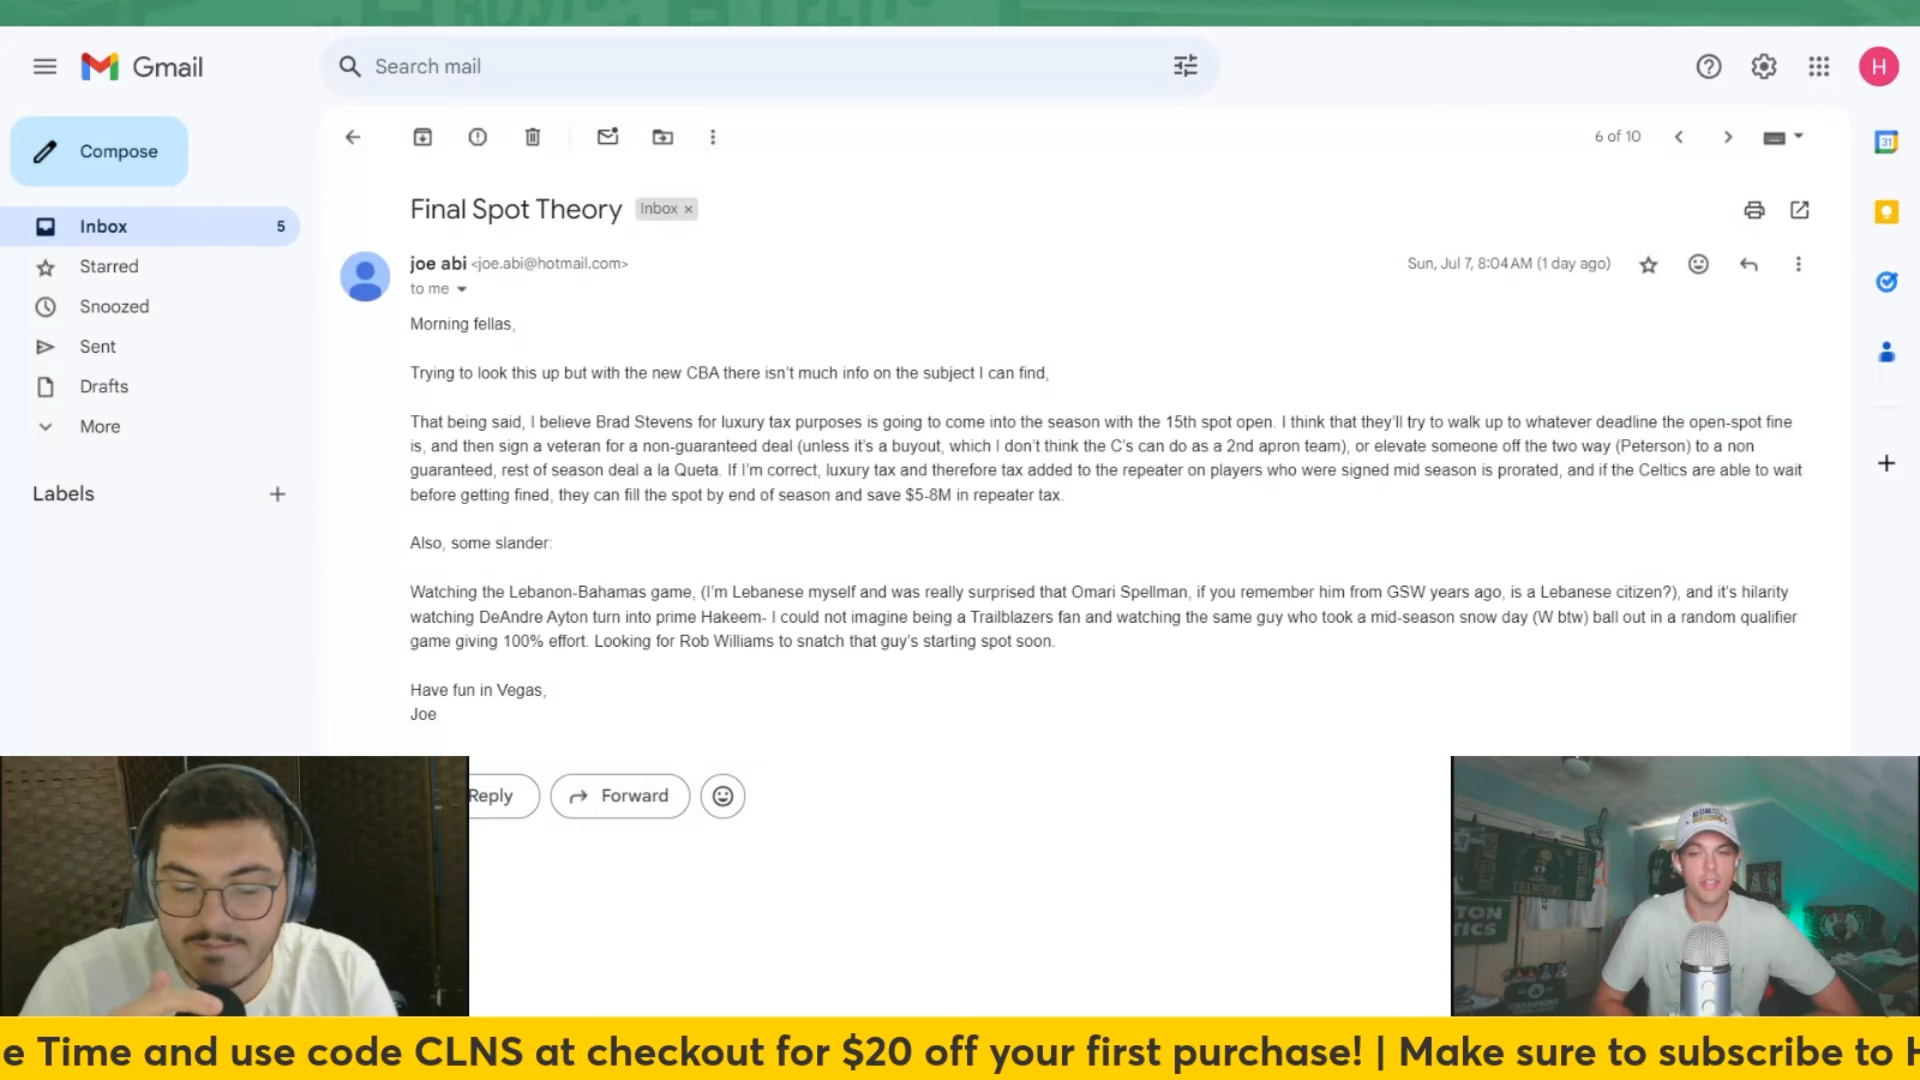 Gmail
Search mail
H
Compose
6 of 10
31
Final Spot Theory Inbox ×
Inbox 5
joe abi <joe.abi@hotmail.com> Sun, Jul 7, 8:04 AM (1 day ago)
Starred
to me
Snoozed
Sent
Drafts
More
Labels
Morning fellas,
Trying to look this up but with the new CBA there isn't much info on the subject I can find,
That being said, I believe Brad Stevens for luxury tax purposes is going to come into the season with the 15th spot open. I think that they'll try to walk up to whatever deadline the open-spot fine
is, and then sign a veteran for a non-guaranteed deal (unless it's a buyout, which I don't think the C's can do as a 2nd apron team), or elevate someone off the two way (Peterson) to a non
guaranteed, rest of season deal a la Queta. If I'm correct, luxury tax and therefore tax added to the repeater on players who were signed mid season is prorated, and if the Celtics are able to wait
before getting fined, they can fill the spot by end of season and save $5-8M in repeater tax.
Also, some slander:
Watching the Lebanon-Bahamas game, (I'm Lebanese myself and was really surprised that Omari Spellman, if you remember him from GSW years ago, is a Lebanese citizen?), and it's hilarity
watching DeAndre Ayton turn into prime Hakeem- I could not imagine being a Trailblazers fan and watching the same guy who took a mid-season snow day (W btw) ball out in a random qualifier
game giving 100% effort. Looking for Rob Williams to snatch that guy's starting spot soon.
Have fun in Vegas,
Joe
Reply
Forward
CHAMPIONS
TON
TICS
e Time and use code CLNS at checkout for $20 off your first purchase! | Make sure to subscribe to H